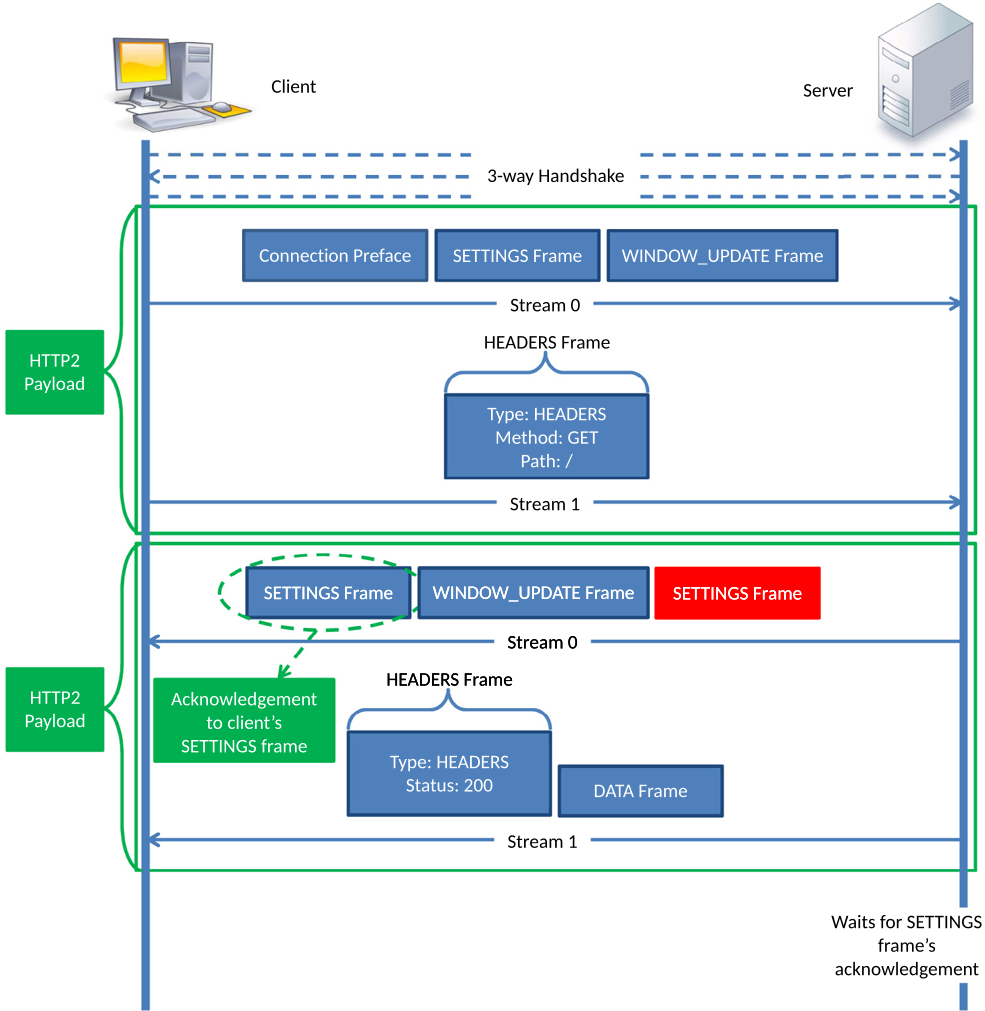 Client
Server
3-way Handshake
Connection Preface
SETTINGS Frame
WINDOW_UPDATE Frame
Stream 0
HEADERS Frame
HTTP2
Payload
Type: HEADERS
Method: GET
Path: /
Stream 1
SETTINGS Frame
WINDOW_UPDATE Frame
SETTINGS Frame
Stream 0
HTTP2
Payload
Acknowledgement
to client’s
SETTINGS frame
HEADERS Frame
Type: HEADERS
Status: 200
DATA Frame
Stream 1
Waits for SETTINGS
frame’s
acknowledgement